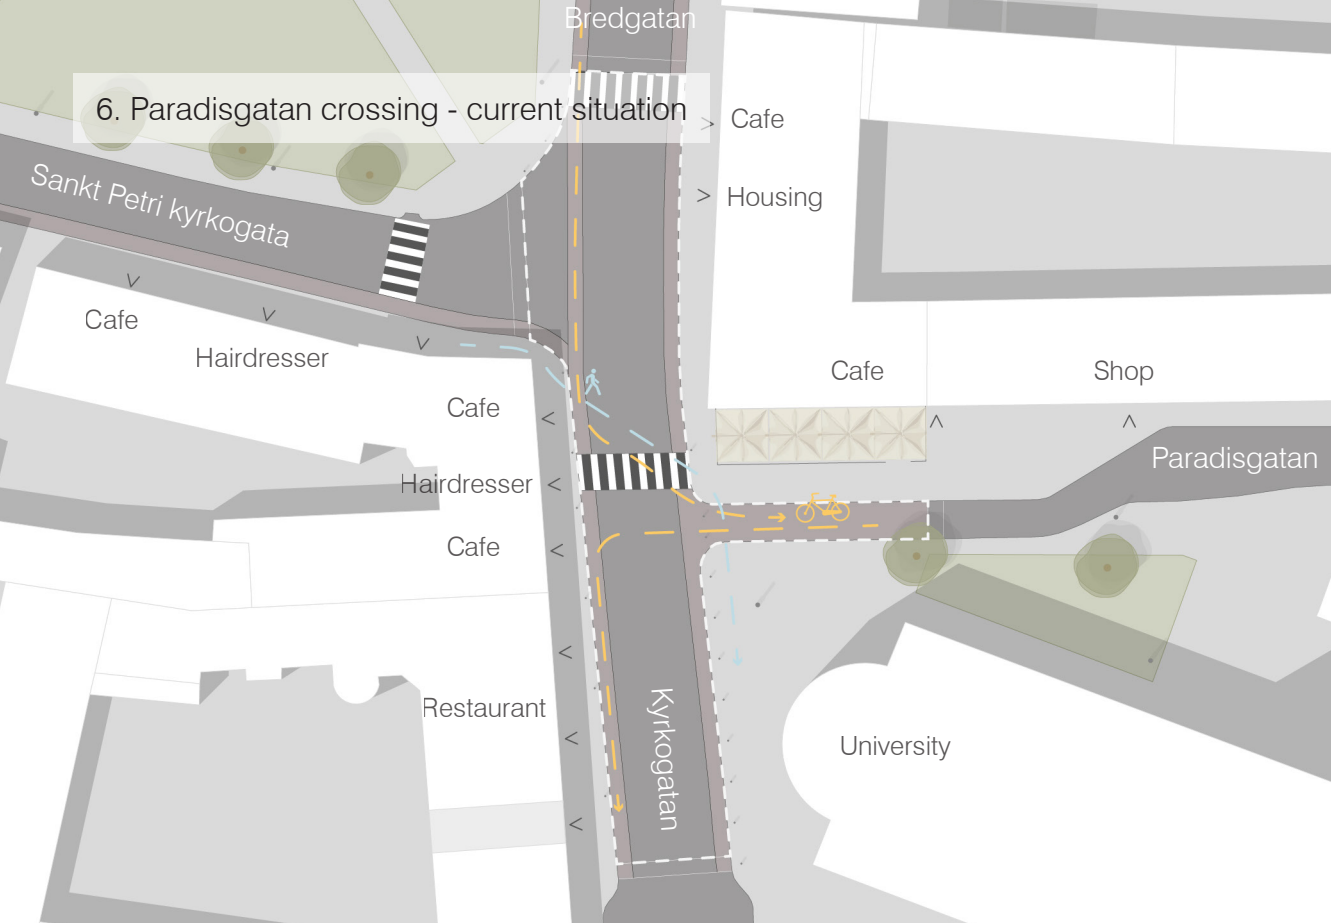 Bredgatan
6. Paradisgatan crossing - current situation
Cafe
Sankt Petri kyrkogata
Housing
Cafe
Hairdresser
Cafe
Shop
Cafe
Paradisgatan
Hairdresser
Cafe
Restaurant
Kyrkogatan
University